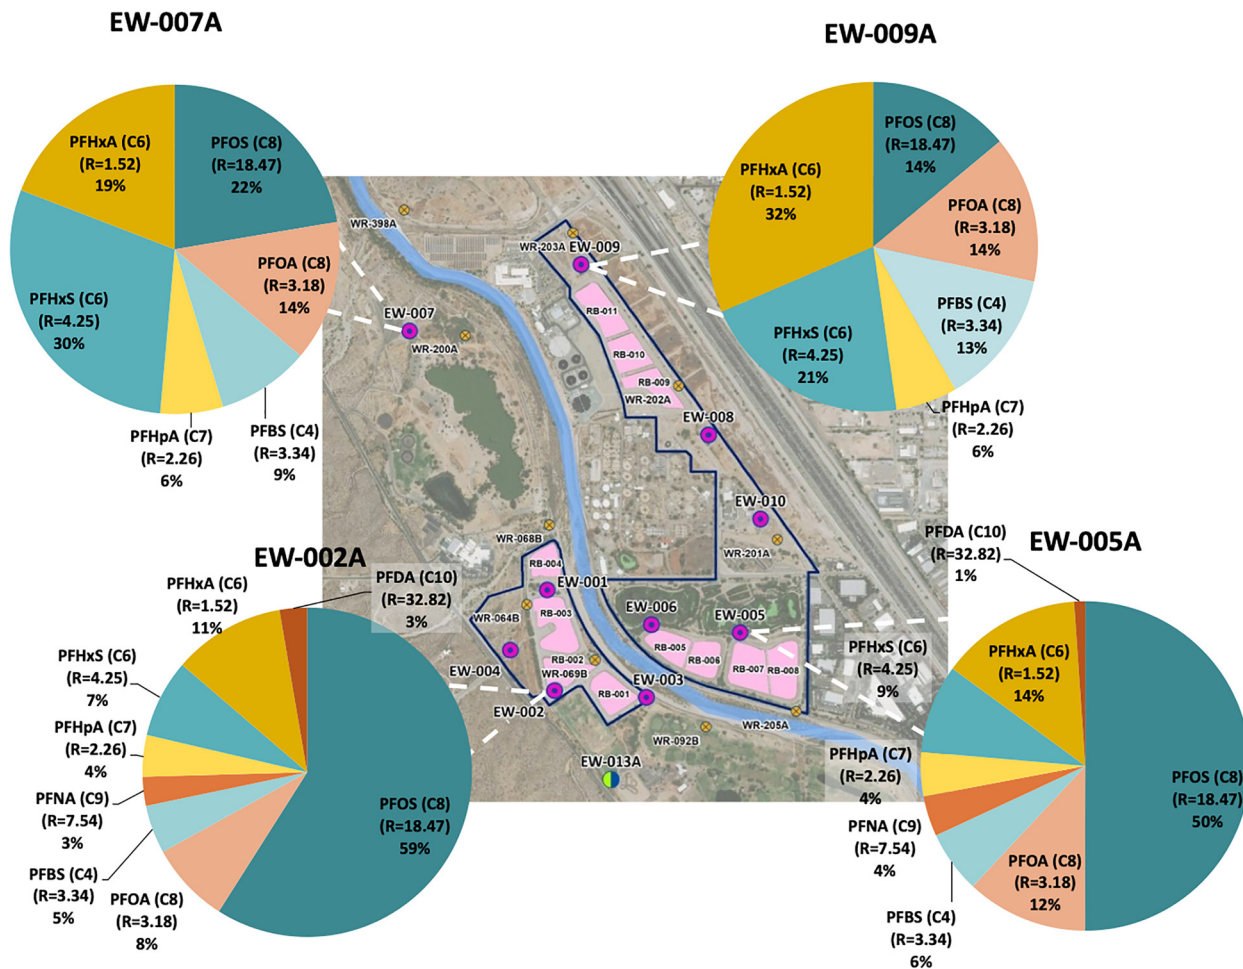 EW-007A
PFHxA (C6)
(R=1.52)
19%
PFOS (C8)
(R=18.47)
22%
PFOA (C8)
(R=3.18)
14%
PFHxS (C6)
(R=4.25)
30%
PFHpA (C7)
(R=2.26)
6%
PFBS (C4)
(R=3.34)
9%
EW-009A
PFHxA (C6)
(R=1.52)
32%
PFOS (C8)
(R=18.47)
14%
PFOA (C8)
(R=3.18)
14%
PFBS (C4)
(R=3.34)
13%
PFHxS (C6)
(R=4.25)
21%
PFHpA (C7)
(R=2.26)
6%
WR-398A
WR-203A
EW-009
EW-007
WR-200A
RB-011
RB-010
RB-009
WR-202A
EW-008
EW-010
WR-201A
WR-068B
RB-004
EW-001
WR-064B
RB-003
EW-006
EW-005
RB-005
RB-006
RB-007
RB-008
EW-004
RB-002
WR-069B
EW-002
RB-001
EW-003
WR-205A
WR-092B
EW-013A
EW-002A
PFHxA (C6)
(R=1.52)
11%
PFDA (C10)
(R=32.82)
3%
PFHxS (C6)
(R=4.25)
7%
PFHpA (C7)
(R=2.26)
4%
PFNA (C9)
(R=7.54)
3%
PFBS (C4)
(R=3.34)
5%
PFOA (C8)
(R=3.18)
8%
PFOS (C8)
(R=18.47)
59%
EW-005A
PFDA (C10)
(R=32.82)
1%
PFHxA (C6)
(R=1.52)
14%
PFHxS (C6)
(R=4.25)
9%
PFHpA (C7)
(R=2.26)
4%
PFNA (C9)
(R=7.54)
4%
PFBS (C4)
(R=3.34)
6%
PFOA (C8)
(R=3.18)
12%
PFOS (C8)
(R=18.47)
50%